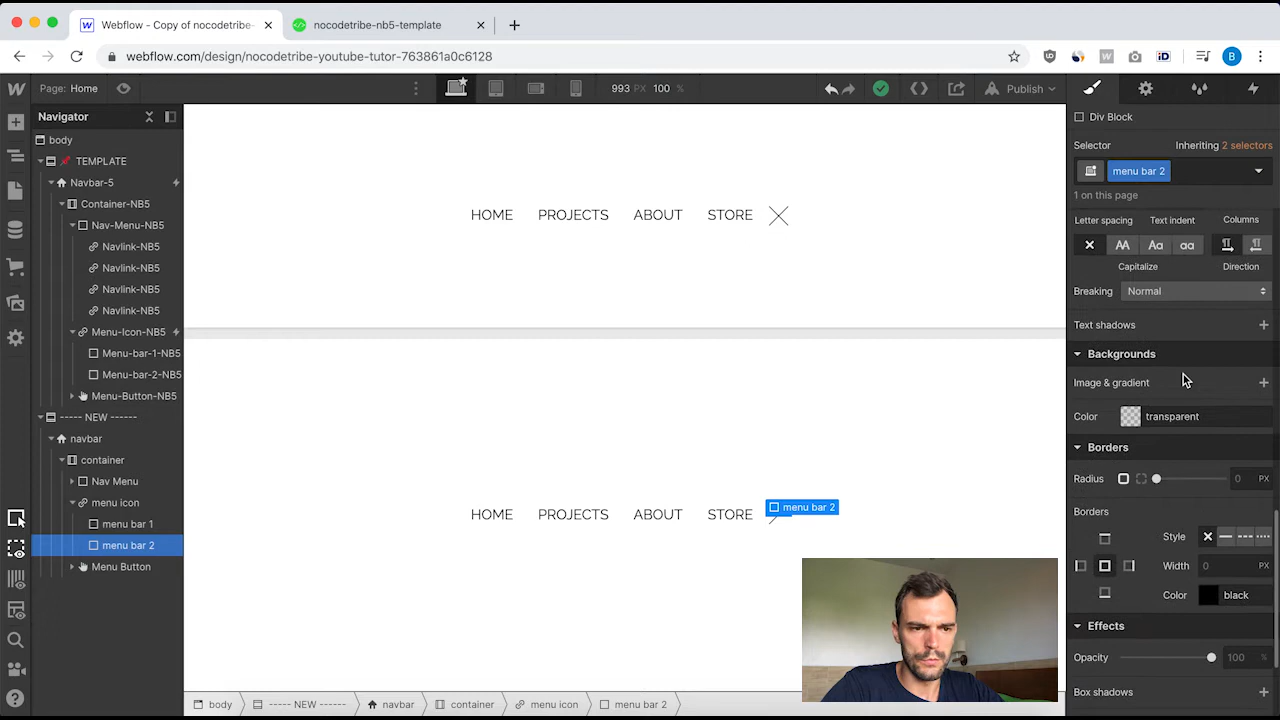 Webflow - Copy of nocodetribe-
nocodetribe-nb5-template
webflow.com/design/nocodetribe-youtube-tutor-763861a0c6128
Page: Home
993 PX 100 %
Publish
Navigator
body
TEMPLATE
Navbar-5
Container-NB5
Nav-Menu-NB5
Navlink-NB5
Navlink-NB5
Navlink-NB5
Navlink-NB5
Menu-Icon-NB5
Menu-bar-1-NB5
Menu-bar-2-NB5
Menu-Button-NB5
----- NEW ------
navbar
container
Nav Menu
menu icon
menu bar 1
menu bar 2
Menu Button
HOME PROJECTS ABOUT STORE
HOME PROJECTS ABOUT STORE
menu bar 2
body ----- NEW ------ navbar container menu icon menu bar 2
Div Block
Selector Inheriting 2 selectors
menu bar 2
1 on this page
Letter spacing Text indent Columns
AA Aa aa
Capitalize Direction
Breaking Normal
Text shadows
Backgrounds
Image & gradient
Color transparent
Borders
Radius 0 PX
Borders
Style
Width 0 PX
Color black
Effects
Opacity 100 %
Box shadows